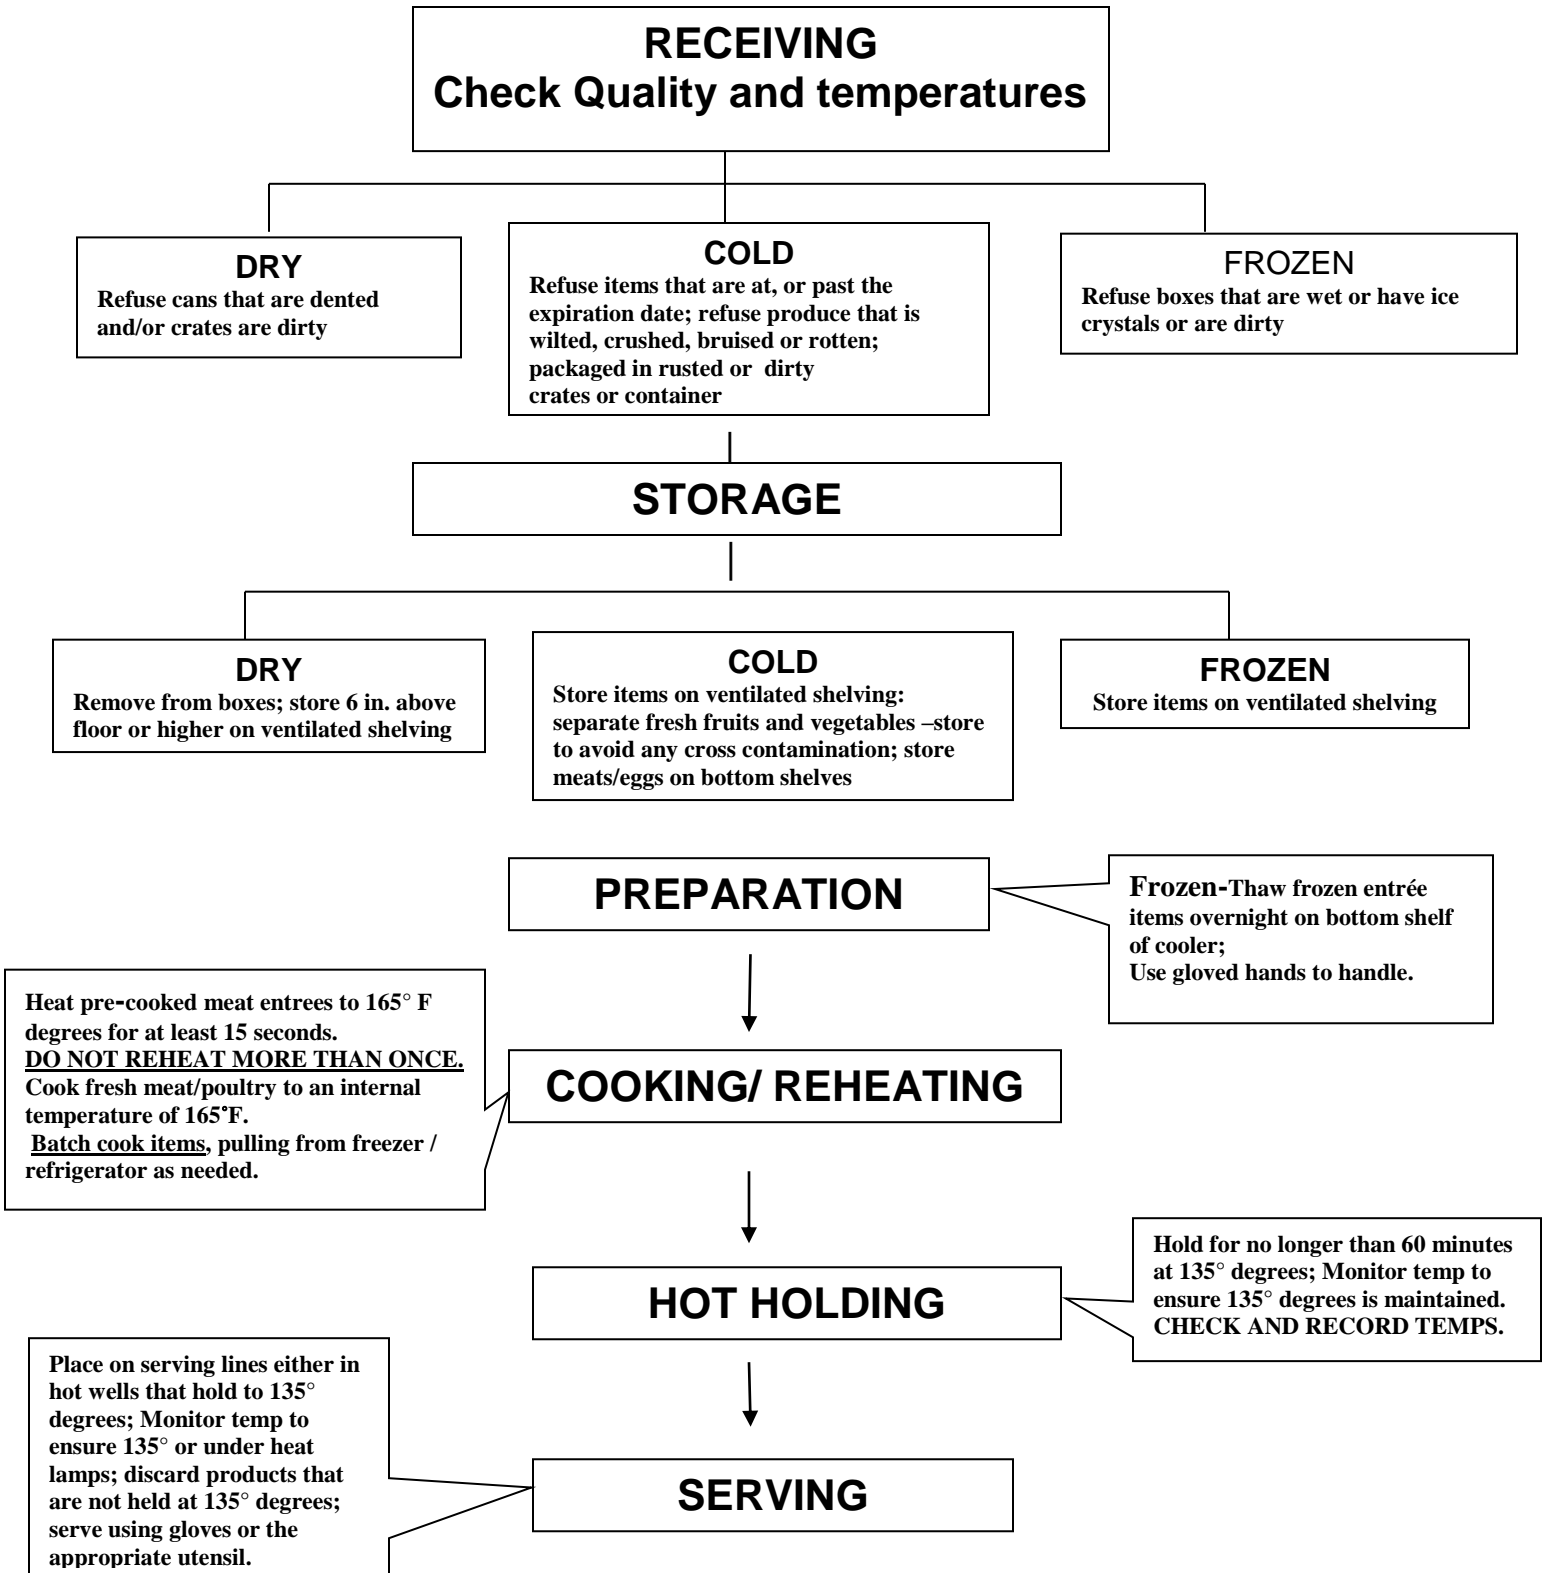 RECEIVING
Check Quality and temperatures
DRY
Refuse cans that are dented
and/or crates are dirty
COLD
Refuse items that are at, or past the
expiration date; refuse produce that is
wilted, crushed, bruised or rotten;
packaged in rusted or dirty
crates or container
FROZEN
Refuse boxes that are wet or have ice
crystals or are dirty
STORAGE
DRY
Remove from boxes; store 6 in. above
floor or higher on ventilated shelving
COLD
Store items on ventilated shelving:
separate fresh fruits and vegetables –store
to avoid any cross contamination; store
meats/eggs on bottom shelves
FROZEN
Store items on ventilated shelving
PREPARATION
Frozen-Thaw frozen entrée
items overnight on bottom shelf
of cooler;
Use gloved hands to handle.
Heat pre-cooked meat entrees to 165° F
degrees for at least 15 seconds.
DO NOT REHEAT MORE THAN ONCE.
Cook fresh meat/poultry to an internal
temperature of 165°F.
Batch cook items, pulling from freezer /
refrigerator as needed.
COOKING/ REHEATING
HOT HOLDING
Hold for no longer than 60 minutes
at 135° degrees; Monitor temp to
ensure 135° degrees is maintained.
CHECK AND RECORD TEMPS.
Place on serving lines either in
hot wells that hold to 135°
degrees; Monitor temp to
ensure 135° or under heat
lamps; discard products that
are not held at 135° degrees;
serve using gloves or the
appropriate utensil.
SERVING